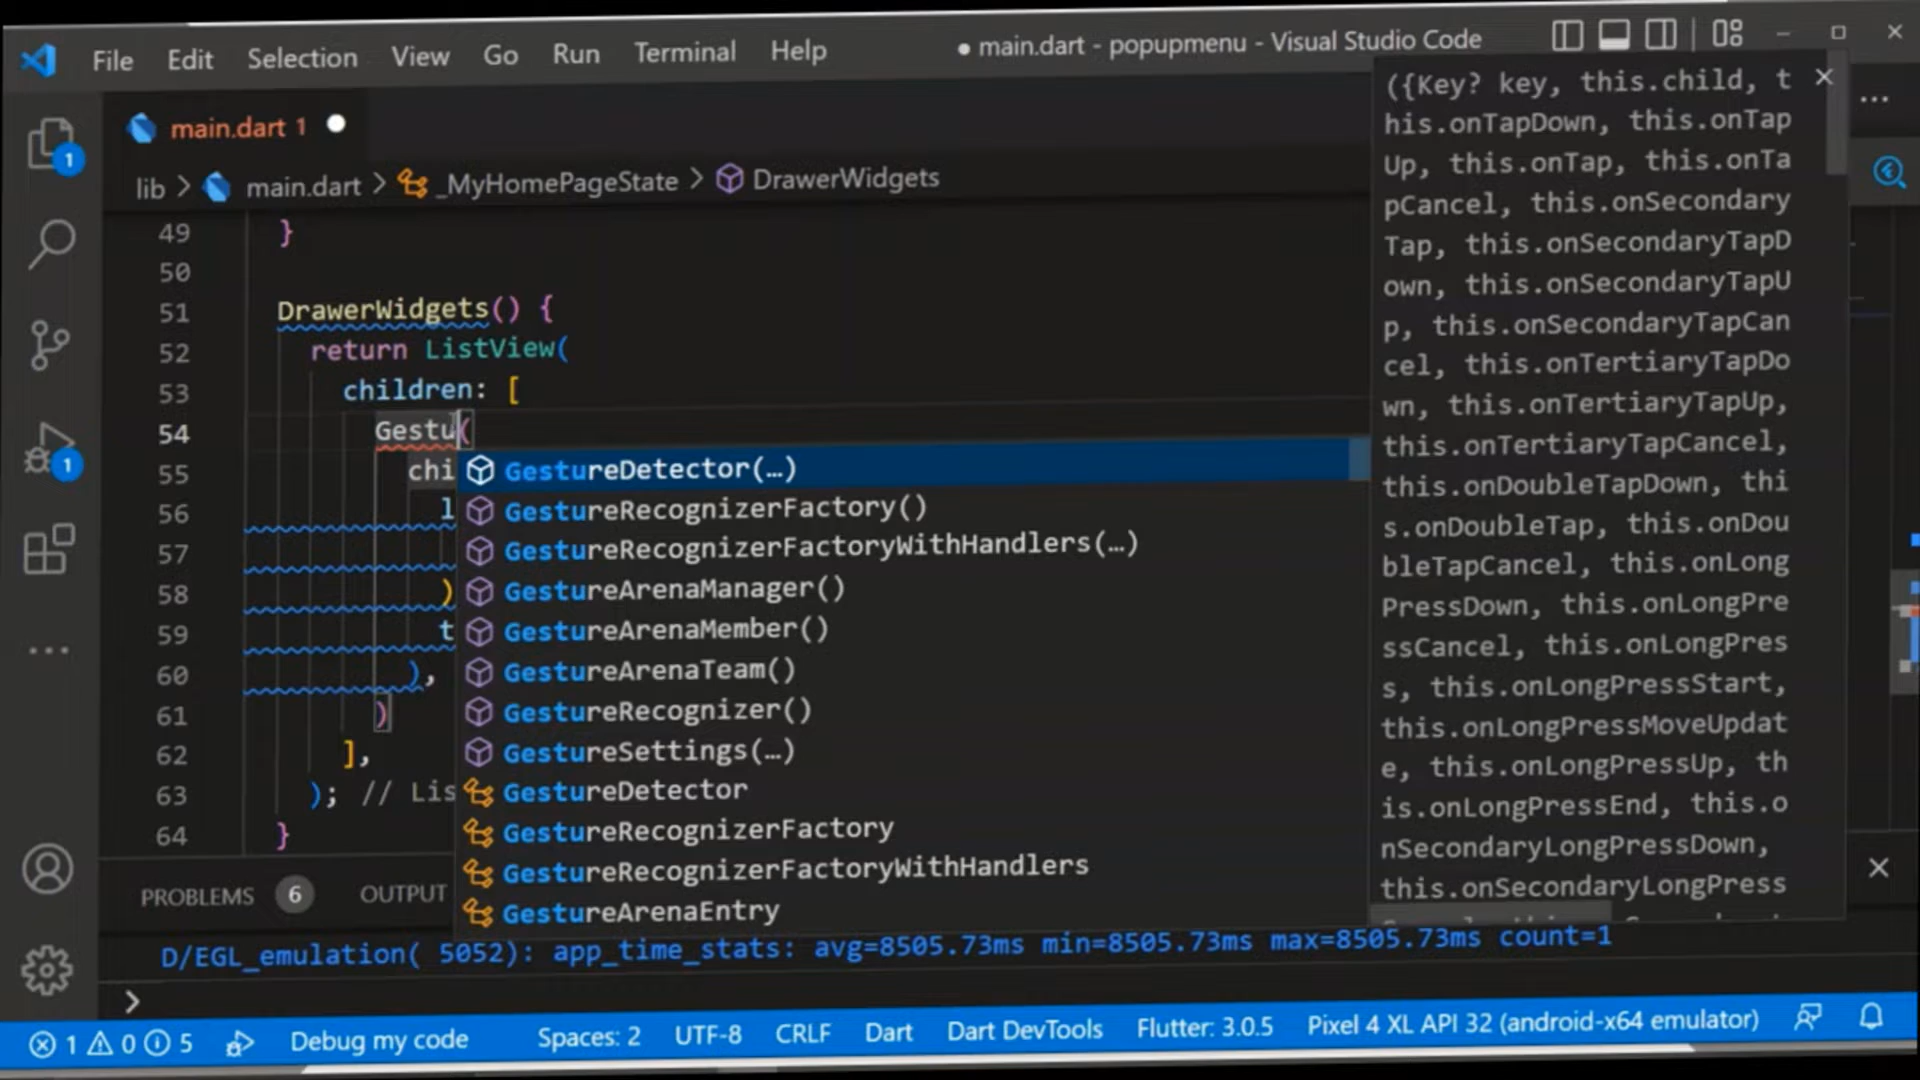 File Edit Selection View Go Run Terminal Help ● main.dart - popupmenu - Visual Studio Code
main.dart 1
lib > main.dart > _MyHomePageState > DrawerWidgets
49 }
50
51 DrawerWidgets() {
52 return ListView(
53 children: [
54 Gestu(
55 chi
56 l
57
58 )
59 t
60 ),
61 )
62 ],
63 ); // Lis
64 }
GestureDetector(…)
GestureRecognizerFactory()
GestureRecognizerFactoryWithHandlers(…)
GestureArenaManager()
GestureArenaMember()
GestureArenaTeam()
GestureRecognizer()
GestureSettings(…)
GestureDetector
GestureRecognizerFactory
GestureRecognizerFactoryWithHandlers
GestureArenaEntry
({Key? key, this.child, t
his.onTapDown, this.onTap
Up, this.onTap, this.onTa
pCancel, this.onSecondary
Tap, this.onSecondaryTapD
own, this.onSecondaryTapU
p, this.onSecondaryTapCan
cel, this.onTertiaryTapDo
wn, this.onTertiaryTapUp,
this.onTertiaryTapCancel,
this.onDoubleTapDown, thi
s.onDoubleTap, this.onDou
bleTapCancel, this.onLong
PressDown, this.onLongPre
ssCancel, this.onLongPres
s, this.onLongPressStart,
this.onLongPressMoveUpdat
e, this.onLongPressUp, th
is.onLongPressEnd, this.o
nSecondaryLongPressDown,
this.onSecondaryLongPress
1
1
PROBLEMS 6 OUTPUT
D/EGL_emulation( 5052): app_time_stats: avg=8505.73ms min=8505.73ms max=8505.73ms count=1
>
1 0 5 Debug my code Spaces: 2 UTF-8 CRLF Dart Dart DevTools Flutter: 3.0.5 Pixel 4 XL API 32 (android-x64 emulator)